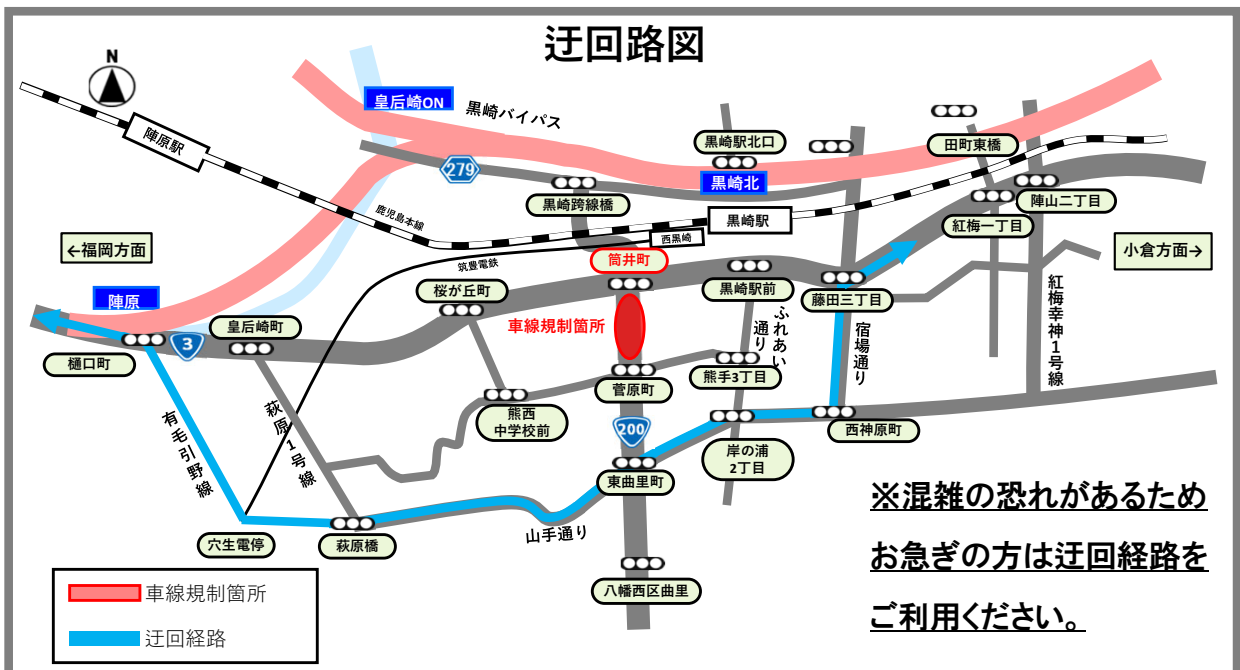 迂回路図
N
皇后崎ON
黒崎バイパス
陣原駅
黒崎駅北口
田町東橋
279
黒崎北
黒崎跨線橋
陣山二丁目
鹿児島本線
黒崎駅
紅梅一丁目
西黒崎
←福岡方面
筒井町
小倉方面→
筑豊電鉄
桜が丘町
黒崎駅前
藤田三丁目
陣原
皇后崎町
車線規制箇所
ふれあい
通り
宿場通り
紅梅幸神1号線
3
樋口町
熊手3丁目
菅原町
有毛引野線
萩原1号線
熊西
中学校前
200
西神原町
岸の浦
2丁目
東曲里町
穴生電停
萩原橋
山手通り
八幡西区曲里
※混雑の恐れがあるため
お急ぎの方は迂回経路を
ご利用ください。
車線規制箇所
迂回経路